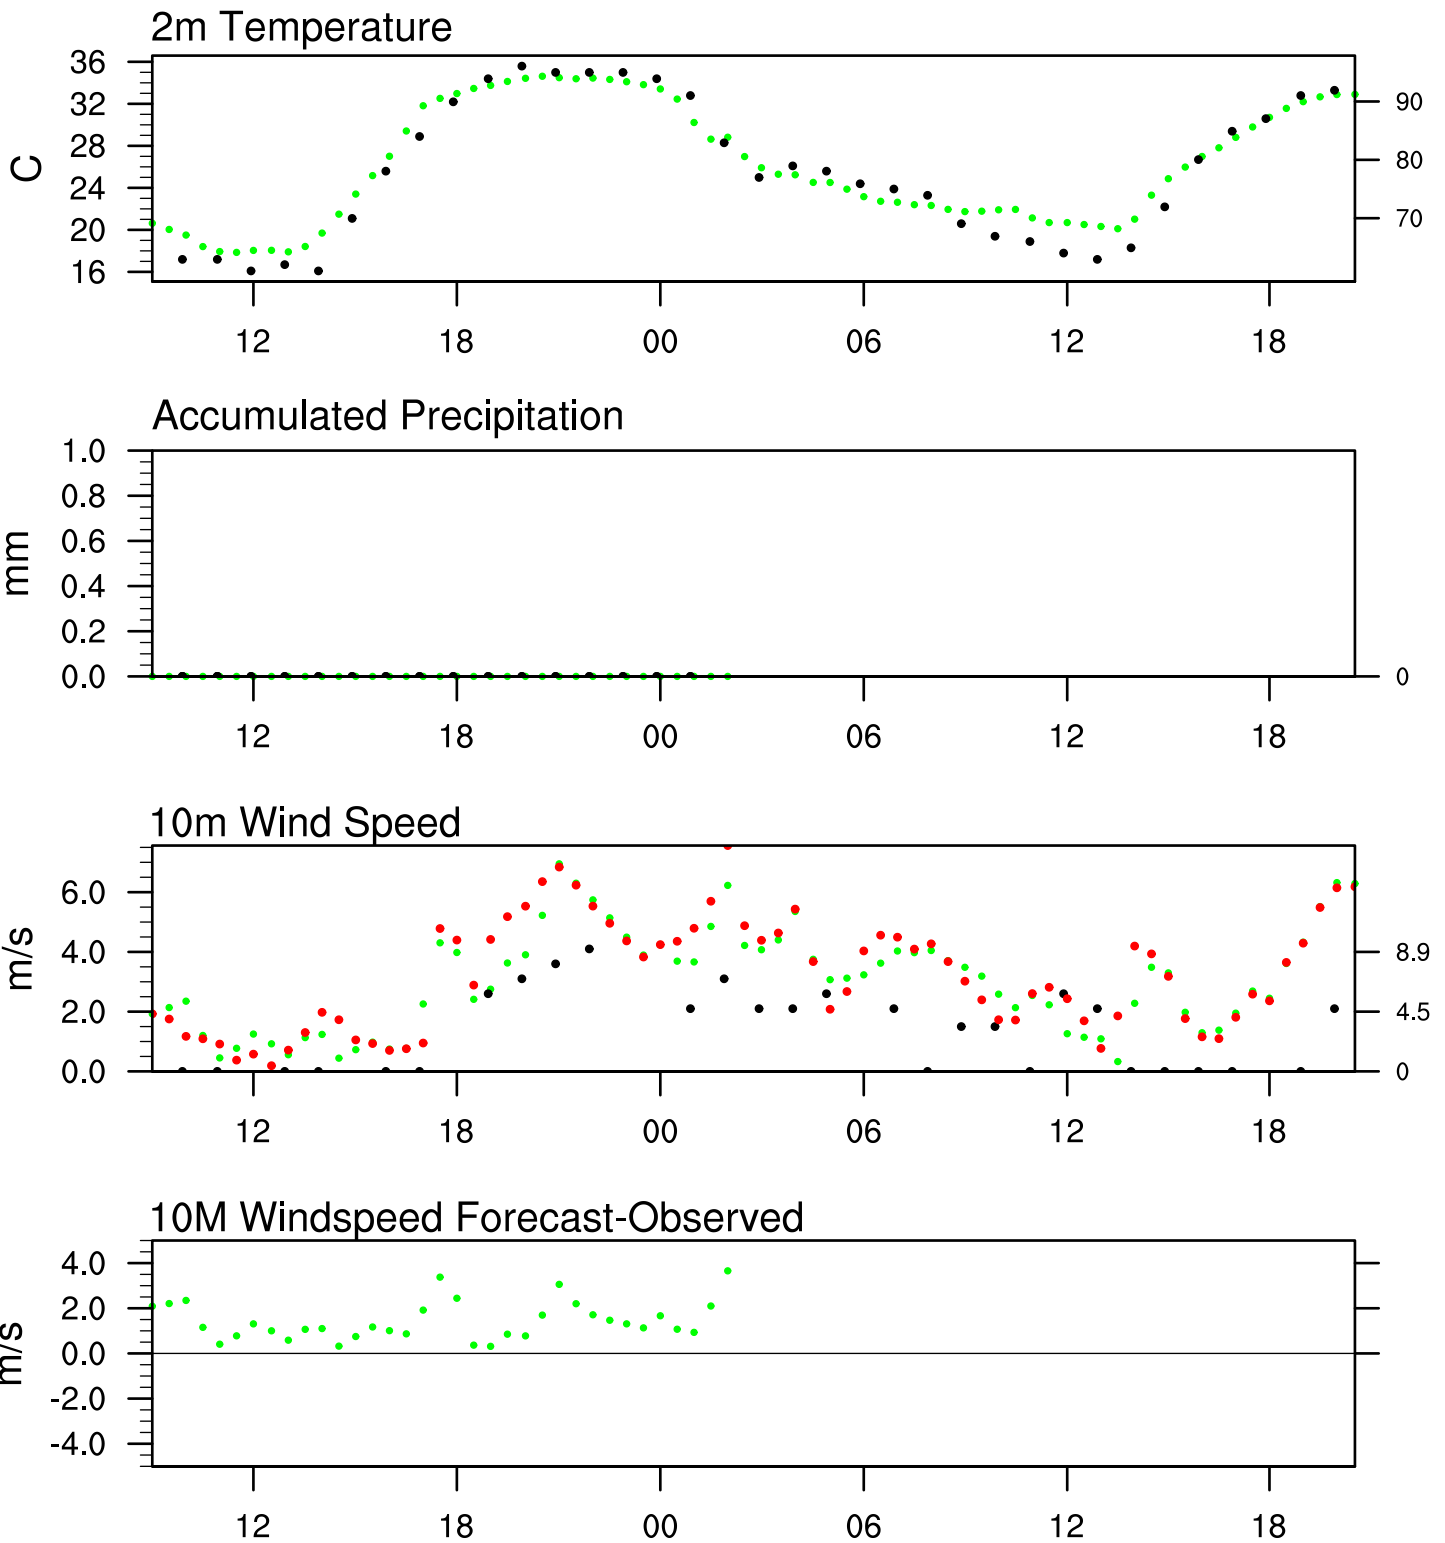 2m Temperature
36
32
28
24
20
16
C
90
80
70
12 18 00 06 12 18
Accumulated Precipitation
1.0
0.8
0.6
0.4
0.2
0.0
mm
0
12 18 00 06 12 18
10m Wind Speed
6.0
4.0
2.0
0.0
m/s
8.9
4.5
0
12 18 00 06 12 18
10M Windspeed Forecast-Observed
4.0
2.0
0.0
-2.0
-4.0
m/s
12 18 00 06 12 18